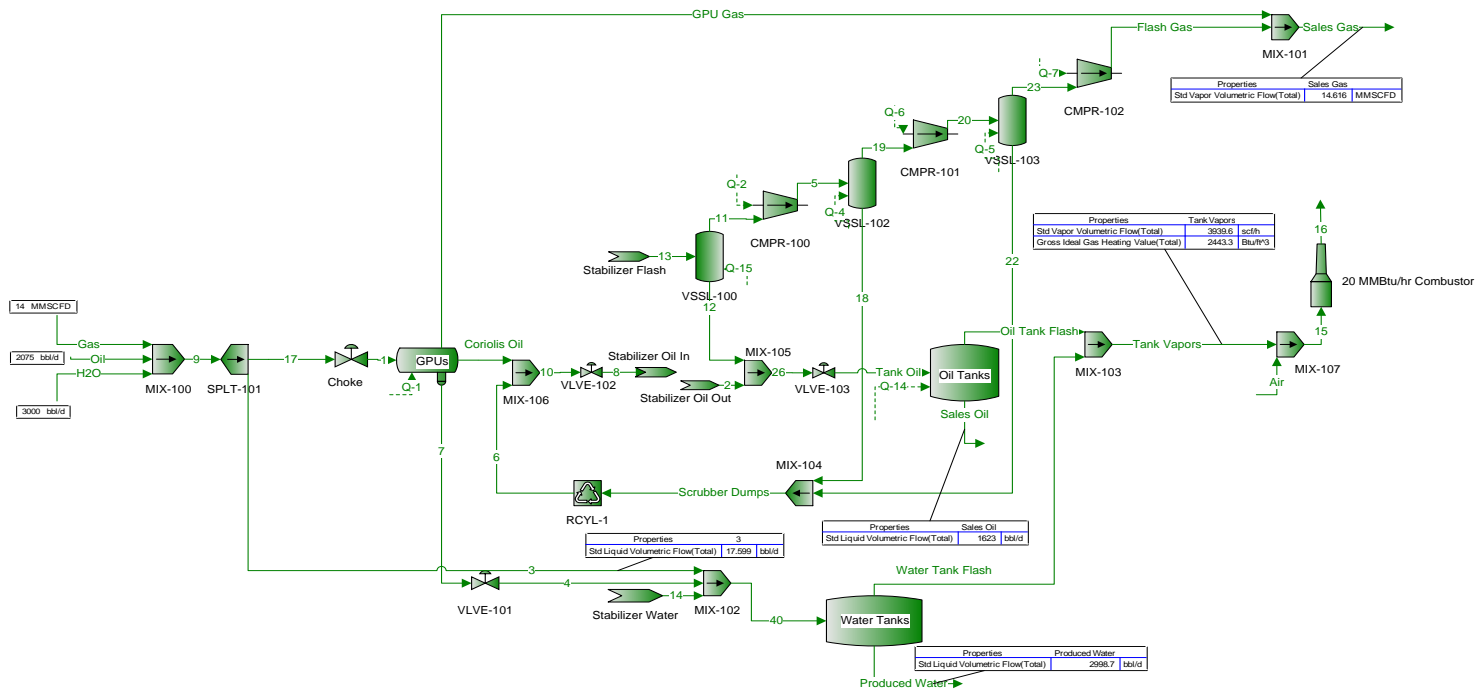 GPU Gas
Flash Gas
Sales Gas
MIX-101
Properties Sales Gas
Std Vapor Volumetric Flow(Total) 14.616 MMSCFD
Q-7
23
CMPR-102
Q-6
20
CMPR-101
Q-5
VSSL-103
19
Q-2
5
CMPR-100
Q-4
VSSL-102
11
13
Stabilizer Flash
Q-15
VSSL-100
12
18
22
Properties Tank Vapors
Std Vapor Volumetric Flow(Total) 3939.6 scf/h
Gross Ideal Gas Heating Value(Total) 2443.3 Btu/ft^3
16
20 MMBtu/hr Combustor
15
14 MMSCFD
Gas
2075 bbl/d
Oil
H2O
3000 bbl/d
MIX-100
9
SPLT-101
17
Choke
1
GPUs
Q-1
Coriolis Oil
MIX-106
10
VLVE-102
8
Stabilizer Oil In
Stabilizer Oil Out
2
MIX-105
26
VLVE-103
Tank Oil
Q-14
Oil Tanks
Oil Tank Flash
Sales Oil
MIX-103
Tank Vapors
MIX-107
Air
7
6
RCYL-1
Scrubber Dumps
MIX-104
Properties Sales Oil
Std Liquid Volumetric Flow(Total) 1623 bbl/d
Properties 3
Std Liquid Volumetric Flow(Total) 17.599 bbl/d
3
VLVE-101
4
Stabilizer Water
14
MIX-102
40
Water Tank Flash
Water Tanks
Properties Produced Water
Std Liquid Volumetric Flow(Total) 2998.7 bbl/d
Produced Water